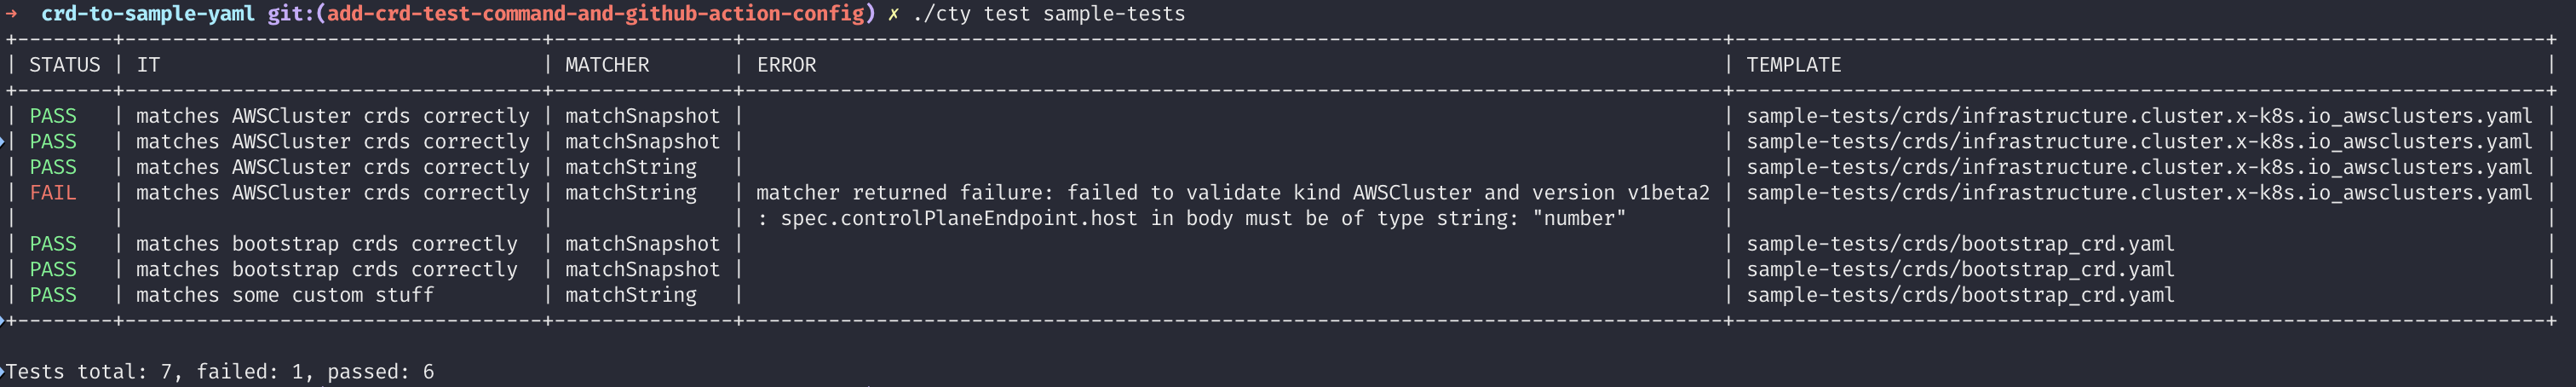 →  crd-to-sample-yaml git:(add-crd-test-command-and-github-action-config) ✗ ./cty test sample-tests
+--------+-----------------------------------+---------------+----------------------------------------------------------------------------------+--------------------------------------------------------------------+
| STATUS | IT                                | MATCHER       | ERROR                                                                            | TEMPLATE                                                           |
+--------+-----------------------------------+---------------+----------------------------------------------------------------------------------+--------------------------------------------------------------------+
| PASS   | matches AWSCluster crds correctly | matchSnapshot |                                                                                  | sample-tests/crds/infrastructure.cluster.x-k8s.io_awsclusters.yaml |
| PASS   | matches AWSCluster crds correctly | matchSnapshot |                                                                                  | sample-tests/crds/infrastructure.cluster.x-k8s.io_awsclusters.yaml |
| PASS   | matches AWSCluster crds correctly | matchString   |                                                                                  | sample-tests/crds/infrastructure.cluster.x-k8s.io_awsclusters.yaml |
| FAIL   | matches AWSCluster crds correctly | matchString   | matcher returned failure: failed to validate kind AWSCluster and version v1beta2 | sample-tests/crds/infrastructure.cluster.x-k8s.io_awsclusters.yaml |
|        |                                   |               | : spec.controlPlaneEndpoint.host in body must be of type string: "number"        |                                                                    |
| PASS   | matches bootstrap crds correctly  | matchSnapshot |                                                                                  | sample-tests/crds/bootstrap_crd.yaml                               |
| PASS   | matches bootstrap crds correctly  | matchSnapshot |                                                                                  | sample-tests/crds/bootstrap_crd.yaml                               |
| PASS   | matches some custom stuff         | matchString   |                                                                                  | sample-tests/crds/bootstrap_crd.yaml                               |
+--------+-----------------------------------+---------------+----------------------------------------------------------------------------------+--------------------------------------------------------------------+
Tests total: 7, failed: 1, passed: 6